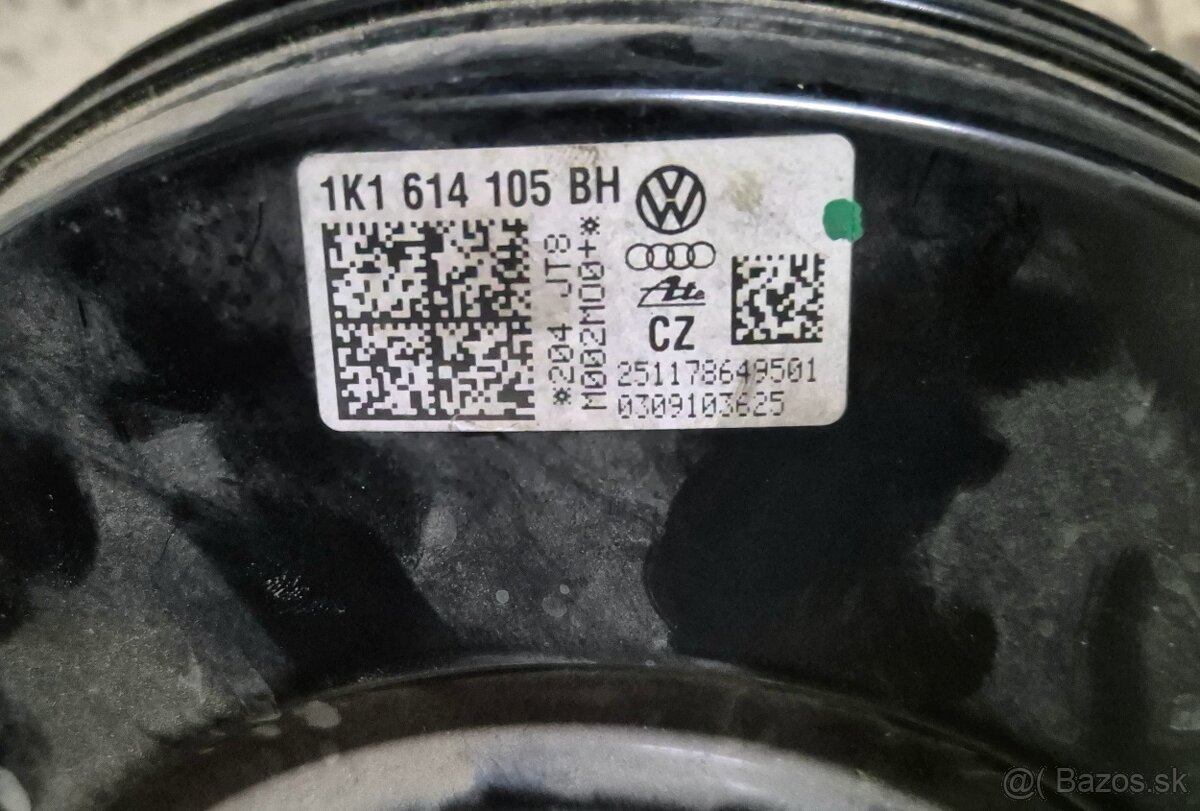 1K1 614 105 BH
*204 JT8
M002M00+*
Ate
CZ
251178649501
0309103625
@( Bazos.sk